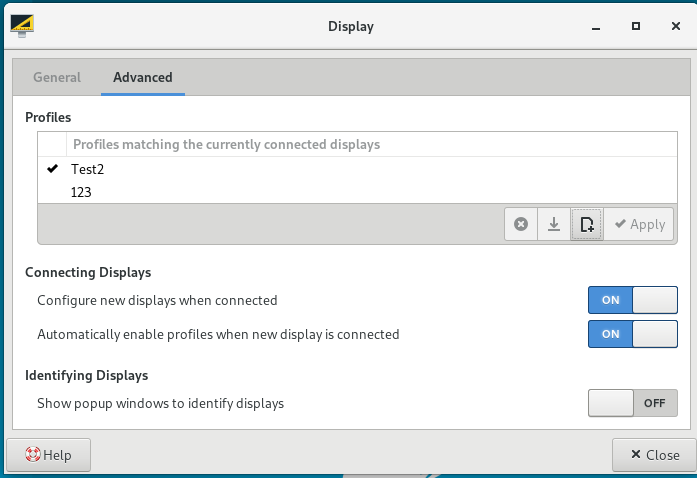 Display
General Advanced
Profiles
Profiles matching the currently connected displays
Test2
123
Apply
Connecting Displays
Configure new displays when connected ON
Automatically enable profiles when new display is connected ON
Identifying Displays
Show popup windows to identify displays OFF
Help Close